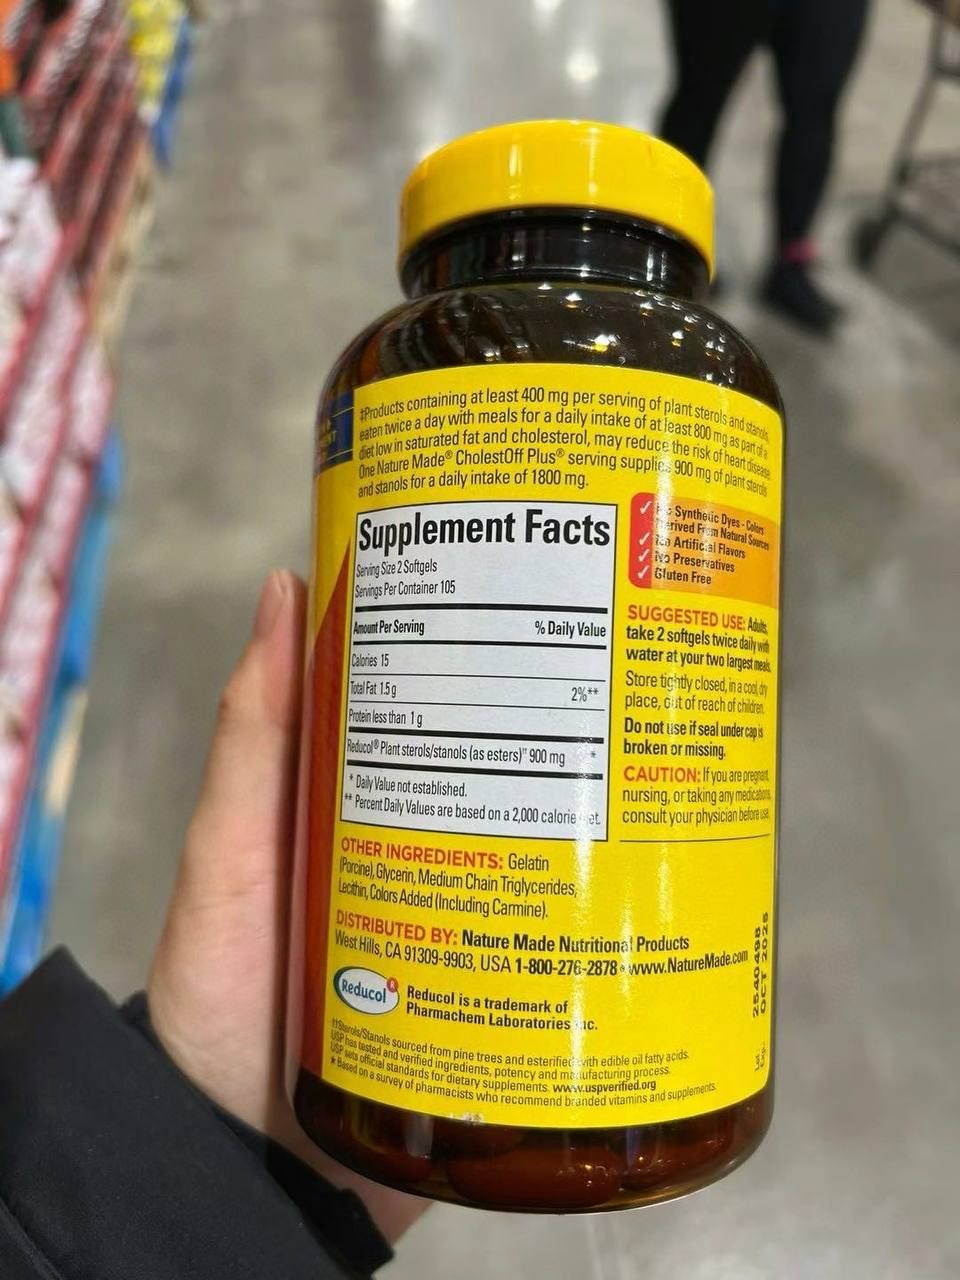 ‡Products containing at least 400 mg per serving of plant sterols and stanols,
eaten twice a day with meals for a daily intake of at least 800 mg as part of a
diet low in saturated fat and cholesterol, may reduce the risk of heart disease
One Nature Made® CholestOff Plus® serving supplies 900 mg of plant sterols
and stanols for a daily intake of 1800 mg.
Supplement Facts
Serving Size 2 Softgels
Servings Per Container 105
Amount Per Serving % Daily Value
Calories 15
Total Fat 1.5 g 2%**
Protein less than 1 g
Reducol® Plant sterols/stanols (as esters)†† 900 mg *
* Daily Value not established.
** Percent Daily Values are based on a 2,000 calorie diet.
✓ No Synthetic Dyes - Colors
Derived From Natural Sources
✓ No Artificial Flavors
✓ No Preservatives
✓ Gluten Free
SUGGESTED USE: Adults,
take 2 softgels twice daily with
water at your two largest meals.
Store tightly closed, in a cool, dry
place, out of reach of children.
Do not use if seal under cap is
broken or missing.
CAUTION: If you are pregnant,
nursing, or taking any medications,
consult your physician before use.
OTHER INGREDIENTS: Gelatin
(Porcine), Glycerin, Medium Chain Triglycerides,
Lecithin, Colors Added (Including Carmine).
DISTRIBUTED BY: Nature Made Nutritional Products
West Hills, CA 91309-9903, USA 1-800-276-2878 • www.NatureMade.com
Reducol®
Reducol is a trademark of
Pharmachem Laboratories Inc.
††Sterols/Stanols sourced from pine trees and esterified with edible oil fatty acids.
USP has tested and verified ingredients, potency and manufacturing process.
USP sets official standards for dietary supplements. www.uspverified.org
* Based on a survey of pharmacists who recommend branded vitamins and supplements.
Lot: 2540498
Exp.: OCT 2026